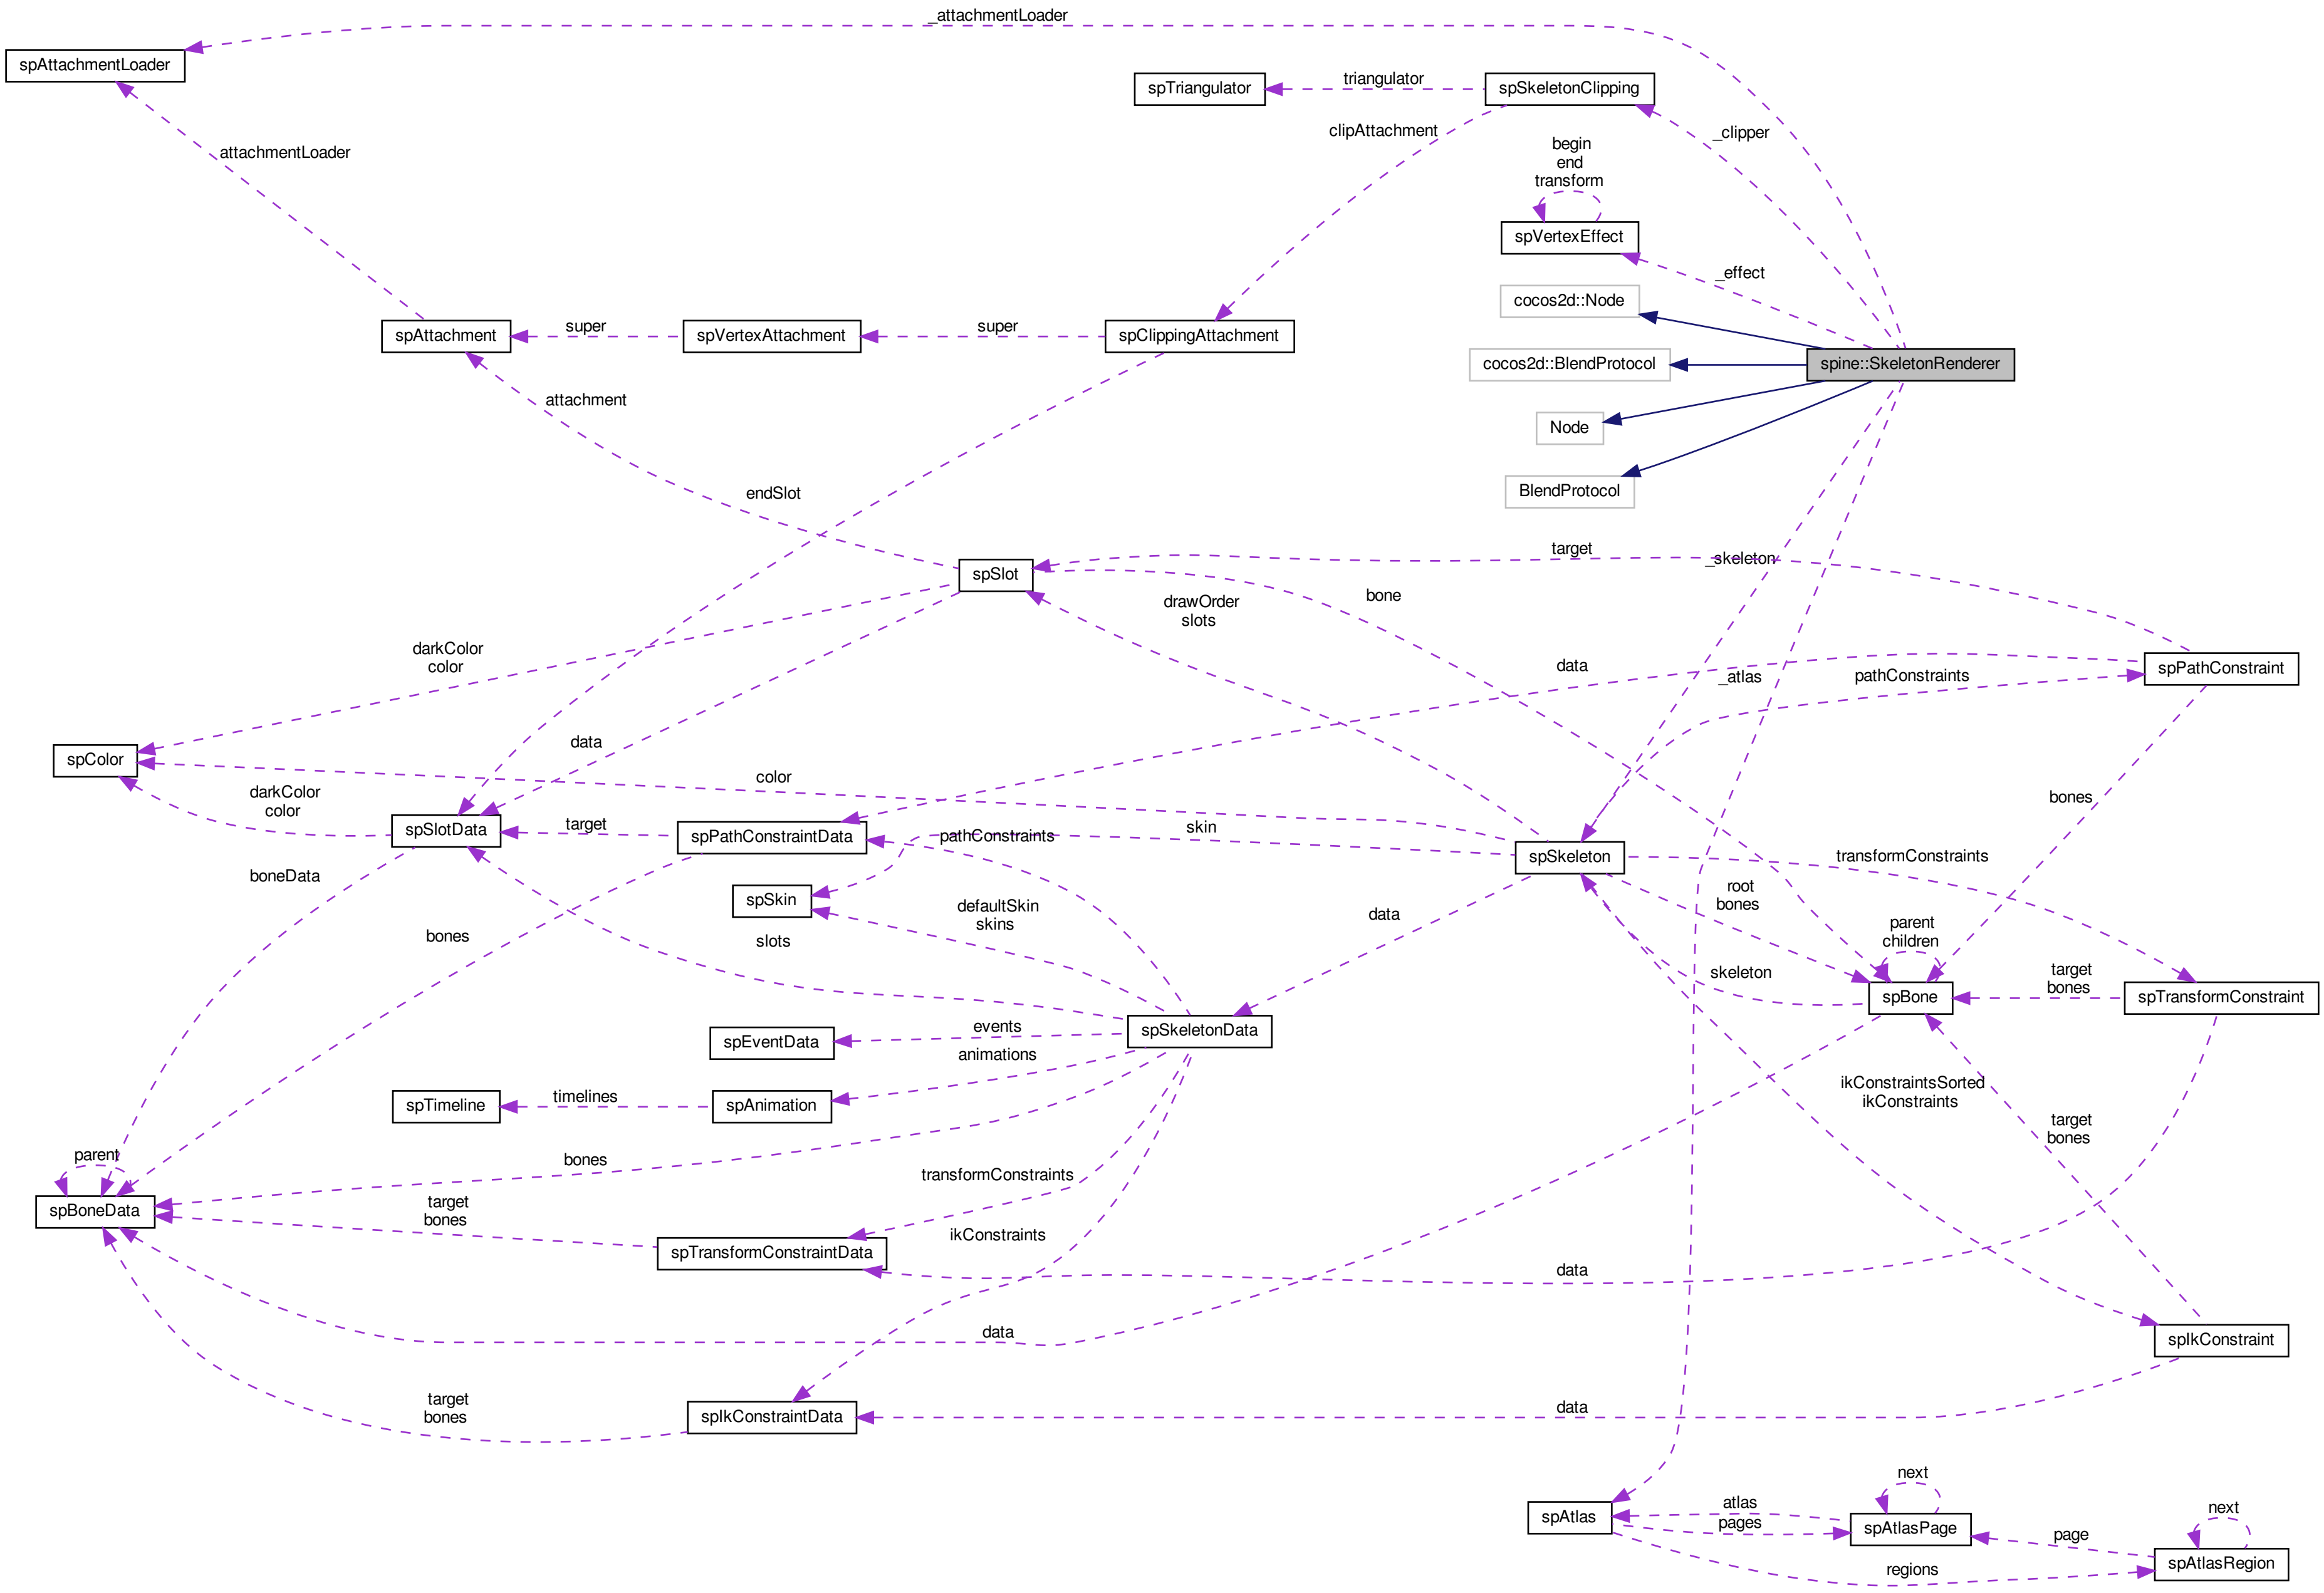 _attachmentLoader
spAttachmentLoader
spTriangulator
triangulator
spSkeletonClipping
clipAttachment
_clipper
attachmentLoader
begin
end
transform
spVertexEffect
_effect
cocos2d::Node
spAttachment
super
spVertexAttachment
super
spClippingAttachment
cocos2d::BlendProtocol
spine::SkeletonRenderer
attachment
Node
endSlot
BlendProtocol
target
_skeleton
spSlot
bone
drawOrder
slots
darkColor
color
data
_atlas
pathConstraints
spPathConstraint
spColor
data
color
bones
darkColor
color
spSlotData
target
spPathConstraintData
pathConstraints
skin
spSkeleton
transformConstraints
boneData
spSkin
defaultSkin
skins
root
bones
data
parent
children
bones
slots
skeleton
target
bones
spBone
spTransformConstraint
events
spSkeletonData
spEventData
animations
spTimeline
timelines
spAnimation
ikConstraintsSorted
ikConstraints
target
bones
parent
bones
transformConstraints
spBoneData
target
bones
spTransformConstraintData
ikConstraints
data
data
spIkConstraint
target
bones
spIkConstraintData
data
next
spAtlas
atlas
pages
spAtlasPage
next
page
regions
spAtlasRegion